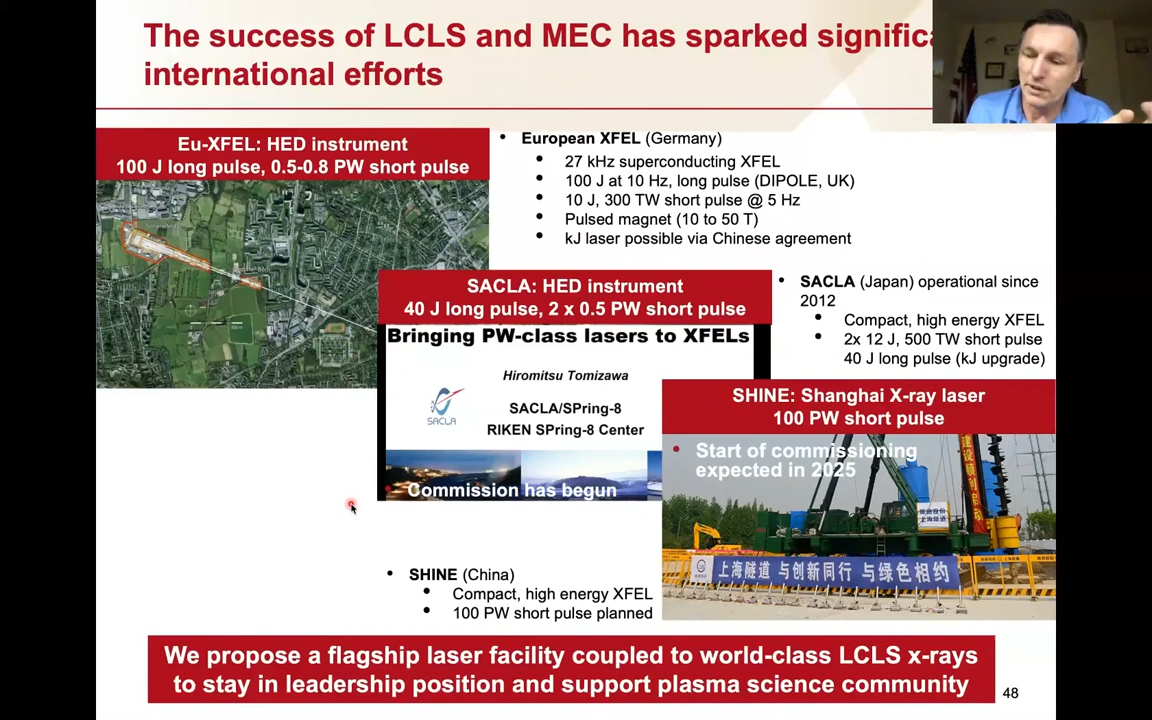 The success of LCLS and MEC has sparked significa
international efforts
Eu-XFEL: HED instrument
100 J long pulse, 0.5-0.8 PW short pulse
• European XFEL (Germany)
• 27 kHz superconducting XFEL
• 100 J at 10 Hz, long pulse (DIPOLE, UK)
• 10 J, 300 TW short pulse @ 5 Hz
• Pulsed magnet (10 to 50 T)
• kJ laser possible via Chinese agreement
SACLA: HED instrument
40 J long pulse, 2 x 0.5 PW short pulse
Bringing PW-class lasers to XFELs
Hiromitsu Tomizawa
SACLA
SACLA/SPring-8
RIKEN SPring-8 Center
• Commission has begun
• SACLA (Japan) operational since
2012
• Compact, high energy XFEL
• 2x 12 J, 500 TW short pulse
40 J long pulse (kJ upgrade)
SHINE: Shanghai X-ray laser
100 PW short pulse
• Start of commissioning
expected in 2025
上海隧道 与创新同行 与绿色相约
• SHINE (China)
• Compact, high energy XFEL
• 100 PW short pulse planned
We propose a flagship laser facility coupled to world-class LCLS x-rays
to stay in leadership position and support plasma science community
48